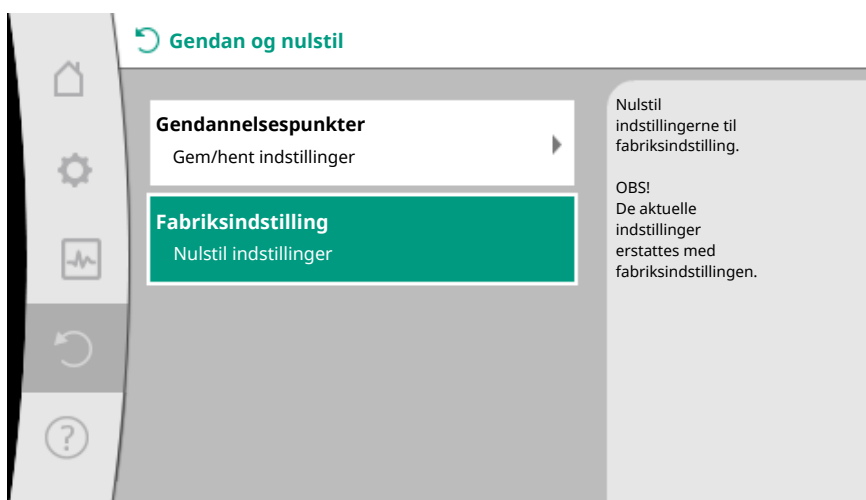 Gendan og nulstil
Gendannelsespunkter
Gem/hent indstillinger
Fabriksindstilling
Nulstil indstillinger
Nulstil
indstillingerne til
fabriksindstilling.
OBS!
De aktuelle
indstillinger
erstattes med
fabriksindstillingen.
?